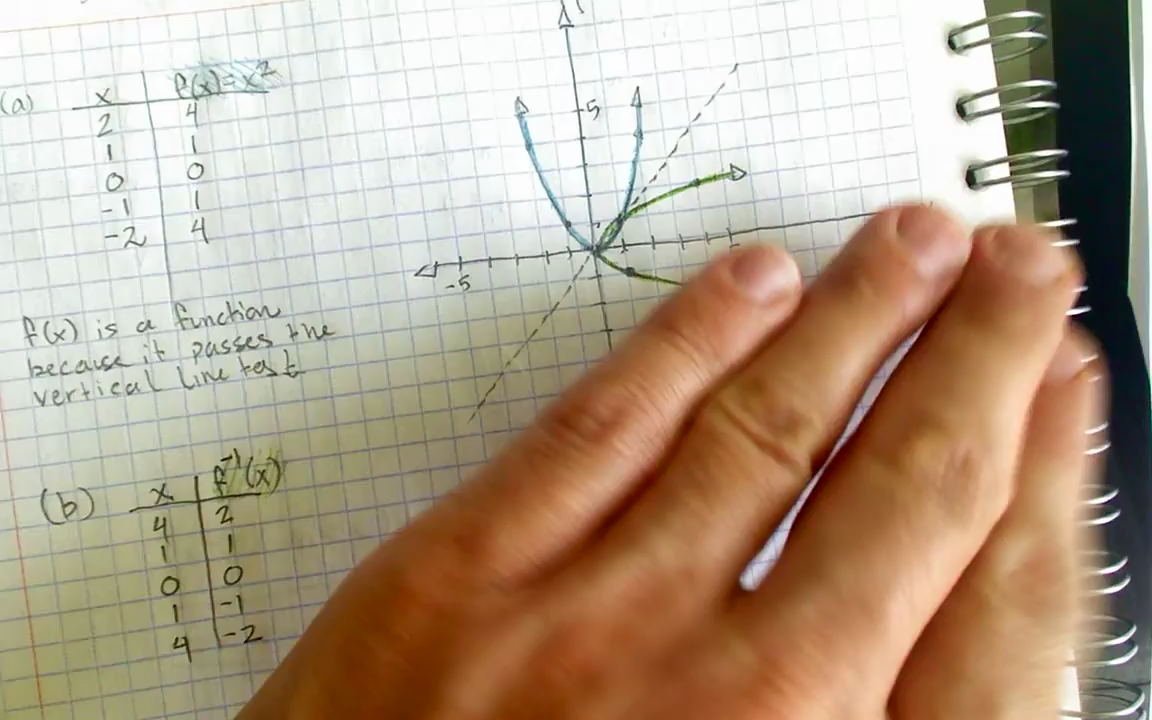 (a)
x f(x)=x²
2 4
1 1
0 0
-1 1
-2 4
5
-5
f(x) is a function
because it passes the
vertical line test
(b)
x f⁻¹(x)
4 2
1 1
0 0
1 -1
4 -2